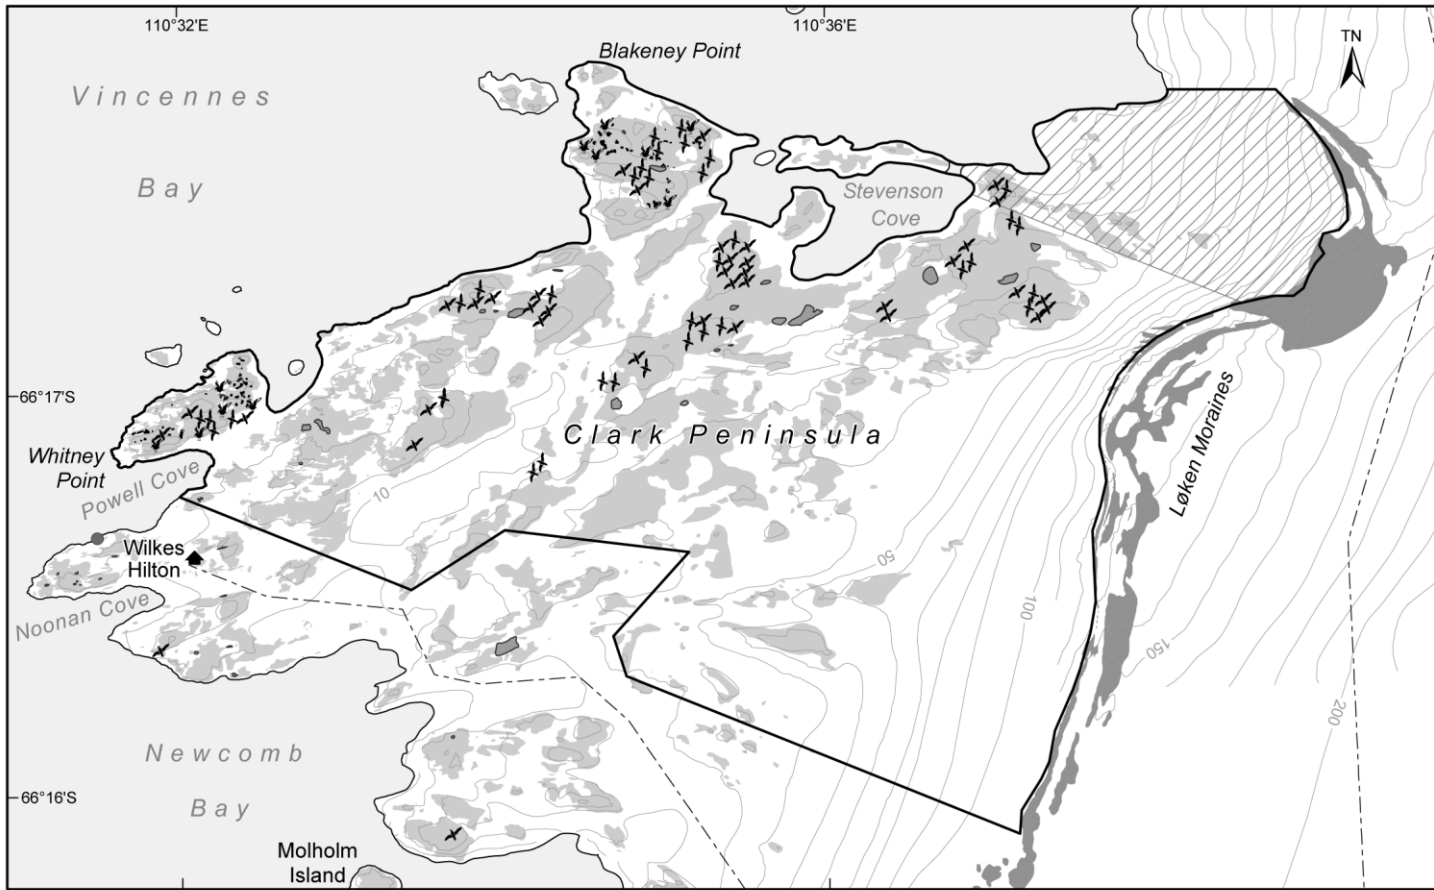 110°32'E
110°36'E
TN
Blakeney Point
Vincennes
Bay
Stevenson
Cove
66°17'S
Clark Peninsula
Løken Moraines
Whitney
Point
Powell Cove
10
Wilkes
Hilton
50
Noonan Cove
100
150
200
Newcomb
Bay
66°16'S
Molholm
Island